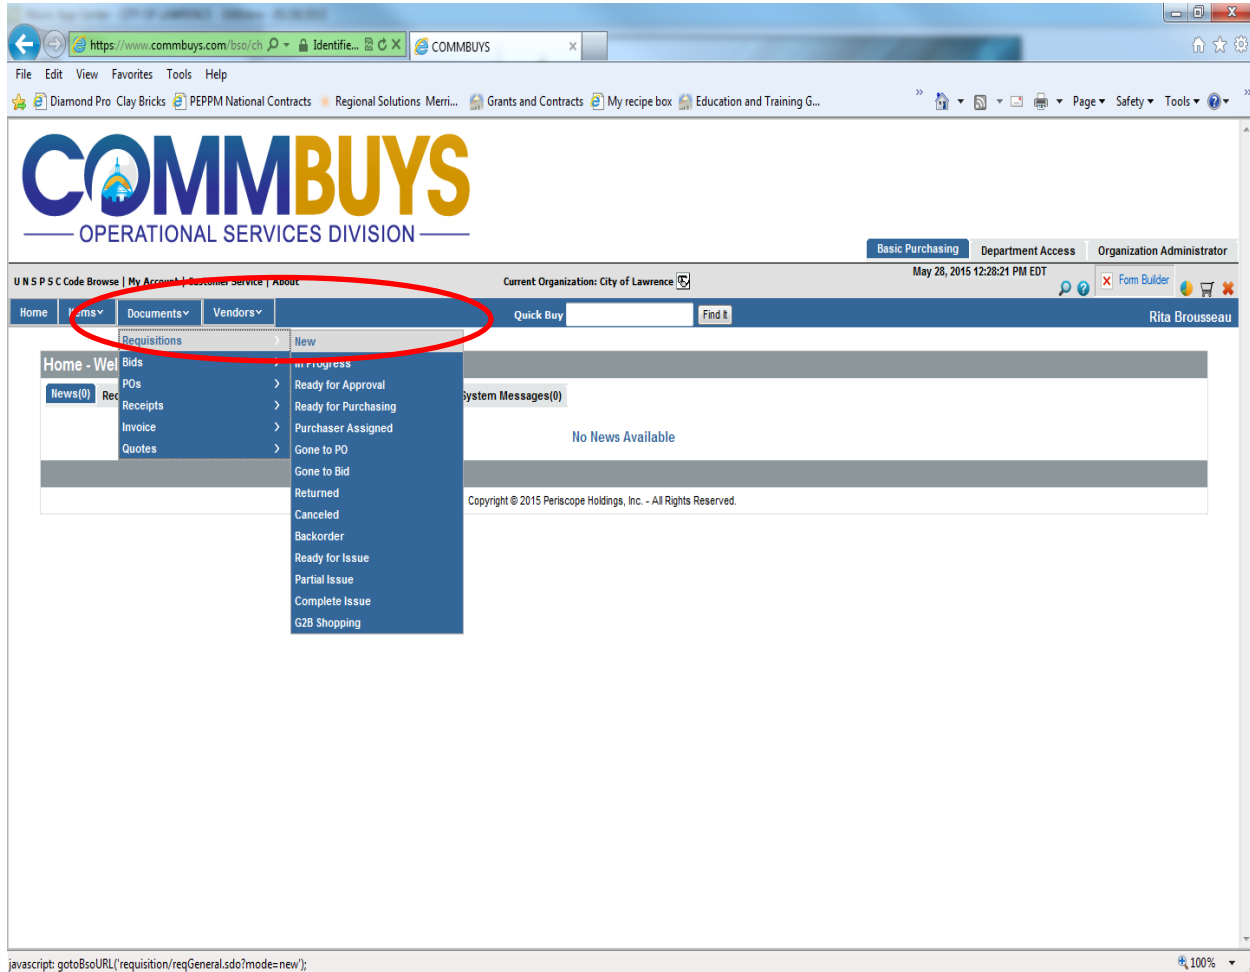 https://www.commbuys.com/bso/ch
Identifie...
COMMBUYS
File Edit View Favorites Tools Help
Diamond Pro Clay Bricks PEPPM National Contracts Regional Solutions Merri... Grants and Contracts My recipe box Education and Training G... » Page Safety Tools »
COMMBUYS
OPERATIONAL SERVICES DIVISION
Basic Purchasing Department Access Organization Administrator
U N S P S C Code Browse | My Account | Customer Service | About Current Organization: City of Lawrence May 28, 2015 12:28:21 PM EDT Form Builder
Home Items Documents Vendors Quick Buy Find It Rita Brousseau
Requisitions New
Home - Wel Bids In Progress
POs Ready for Approval
News(0) Rec System Messages(0)
Receipts Ready for Purchasing
Invoice Purchaser Assigned
No News Available
Quotes Gone to PO
Gone to Bid
Returned
Copyright © 2015 Periscope Holdings, Inc. - All Rights Reserved.
Canceled
Backorder
Ready for Issue
Partial Issue
Complete Issue
G2B Shopping
javascript: gotoBsoURL('requisition/reqGeneral.sdo?mode=new'); 100%